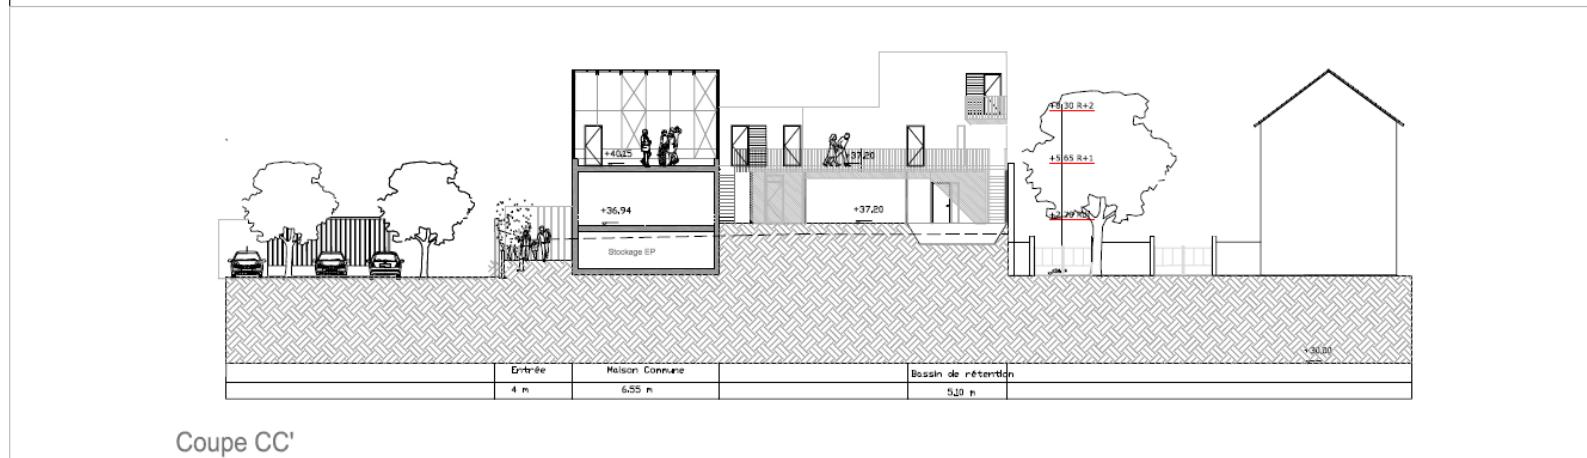 +8,30 R+2
+40,15
+37,20
+5,65 R+1
+36,94
+37,20
Stockage EP
+30,00
Entrée
Maison Commune
Bassin de rétention
4 m
6,55 m
5,10 m
Coupe CC'